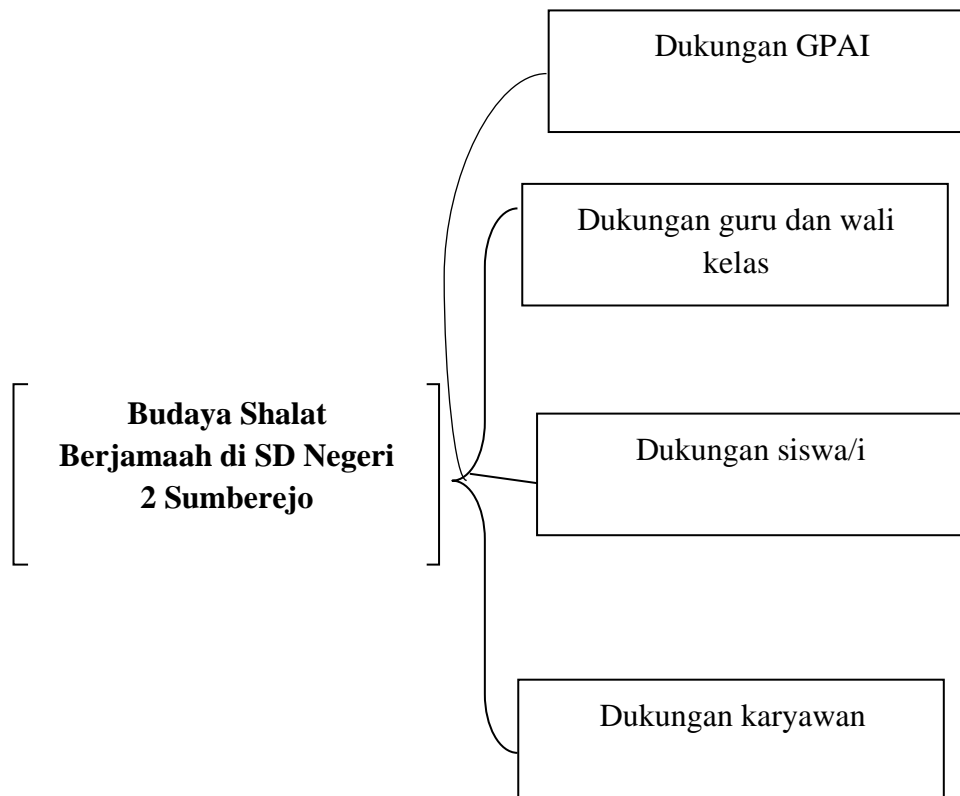 Dukungan GPAI
Dukungan guru dan wali
kelas
Budaya Shalat
Berjamaah di SD Negeri
2 Sumberejo
Dukungan siswa/i
Dukungan karyawan